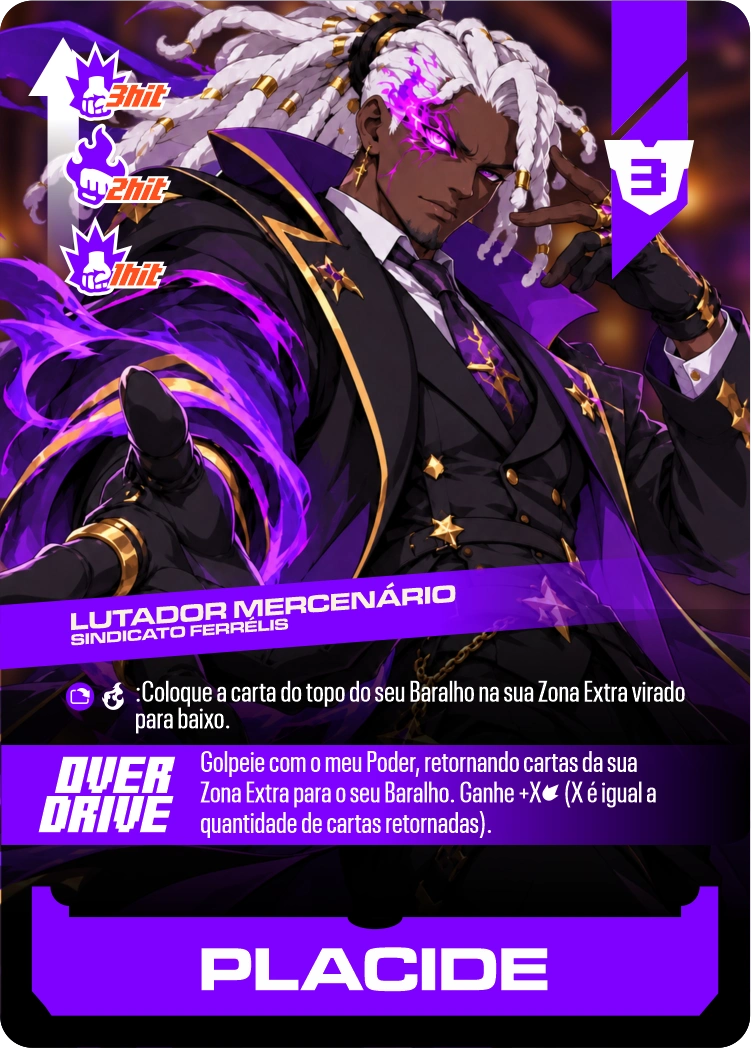 3hit
2hit
1hit
3
LUTADOR MERCENÁRIO
SINDICATO FERRÉLIS
:Coloque a carta do topo do seu Baralho na sua Zona Extra virado
para baixo.
OVER
DRIVE
Golpeie com o meu Poder, retornando cartas da sua
Zona Extra para o seu Baralho. Ganhe +X (X é igual a
quantidade de cartas retornadas).
PLACIDE